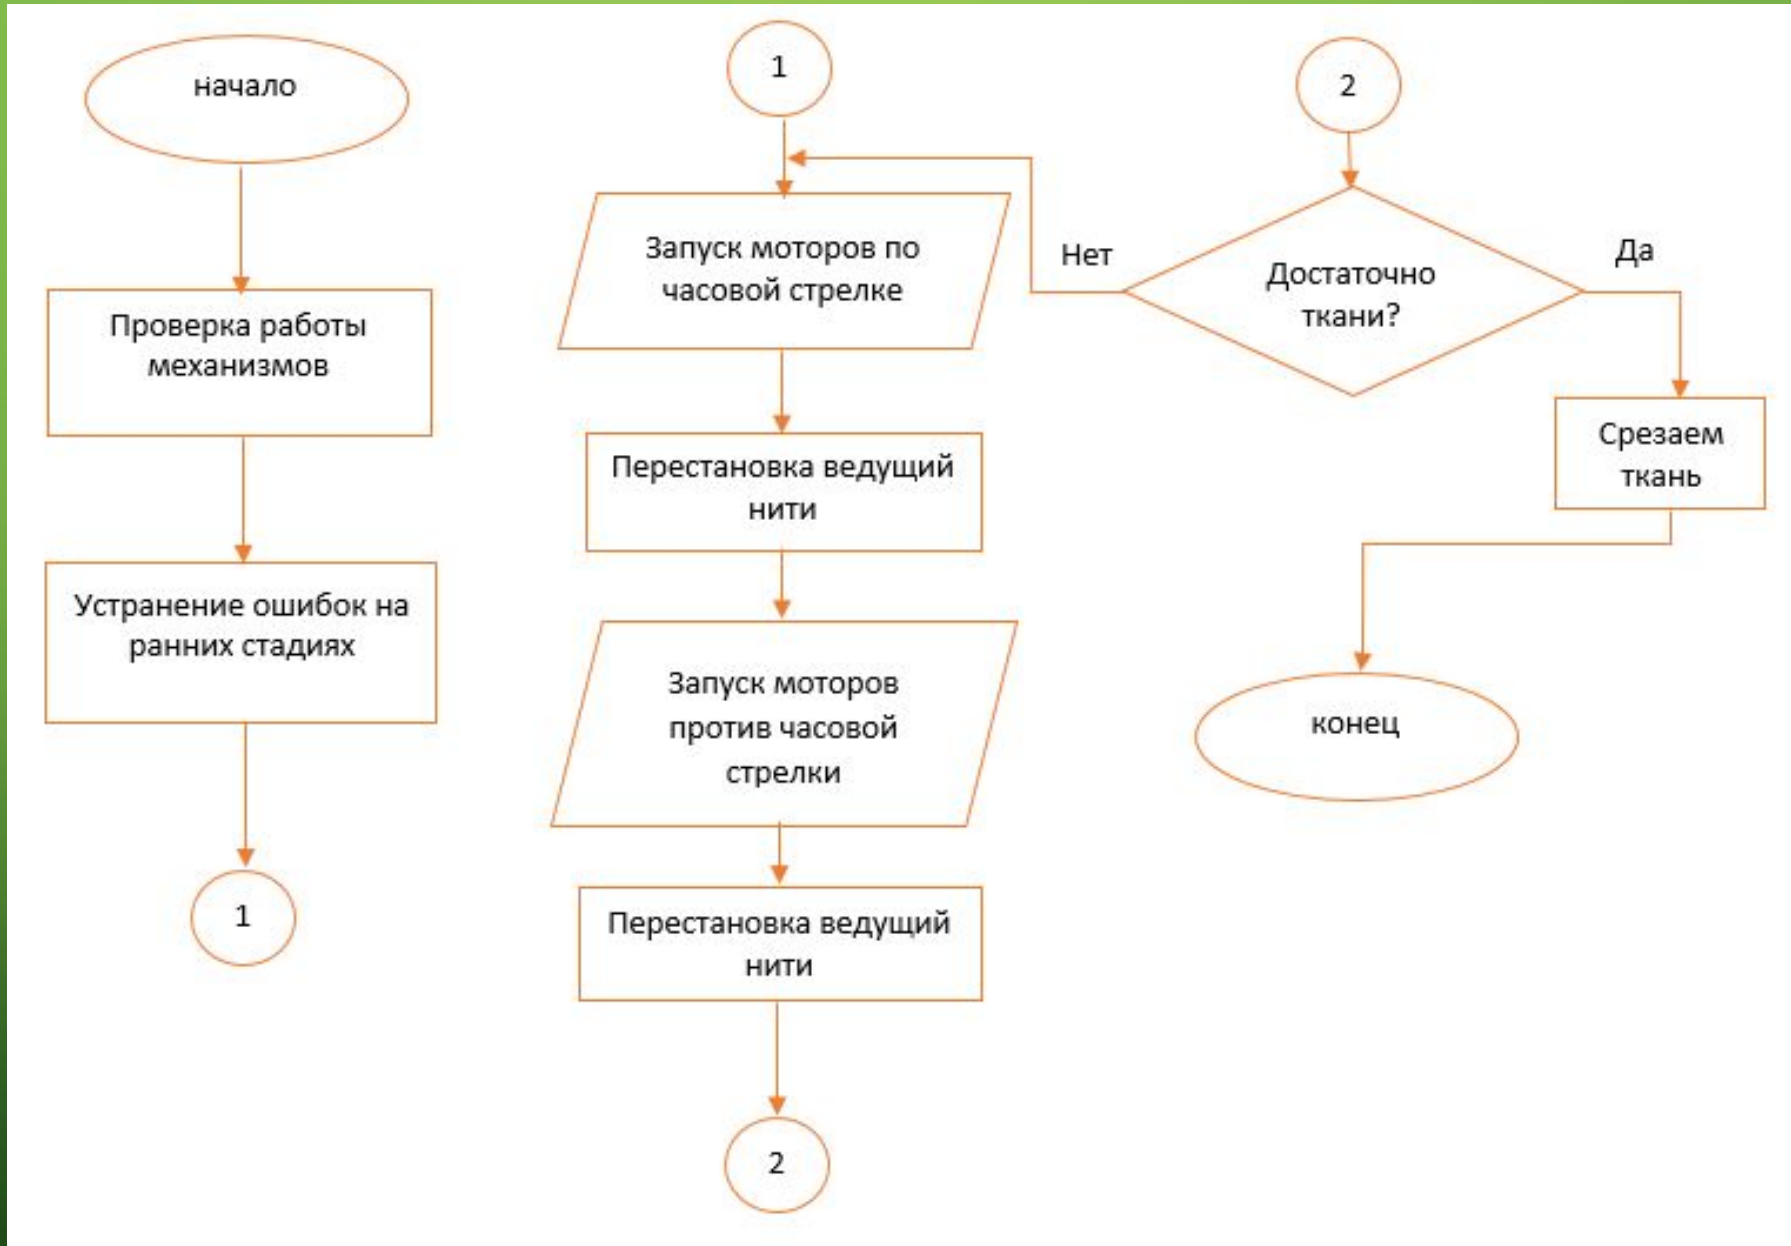 начало
Проверка работы
механизмов
Устранение ошибок на
ранних стадиях
1
1
Запуск моторов по
часовой стрелке
Перестановка ведущий
нити
Запуск моторов
против часовой
стрелки
Перестановка ведущий
нити
2
2
Достаточно
ткани?
Нет
Да
Срезаем
ткань
конец